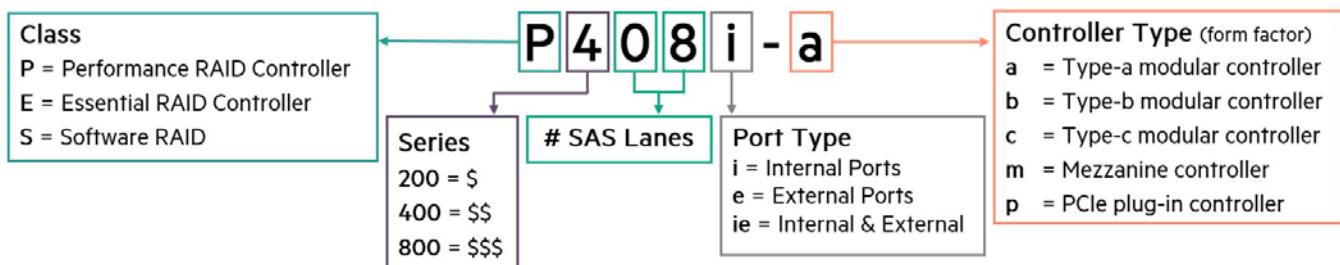 P408i-a
Class
P = Performance RAID Controller
E = Essential RAID Controller
S = Software RAID
Series
200 = $
400 = $$
800 = $$$
# SAS Lanes
Port Type
i = Internal Ports
e = External Ports
ie = Internal & External
Controller Type (form factor)
a = Type-a modular controller
b = Type-b modular controller
c = Type-c modular controller
m = Mezzanine controller
p = PCIe plug-in controller